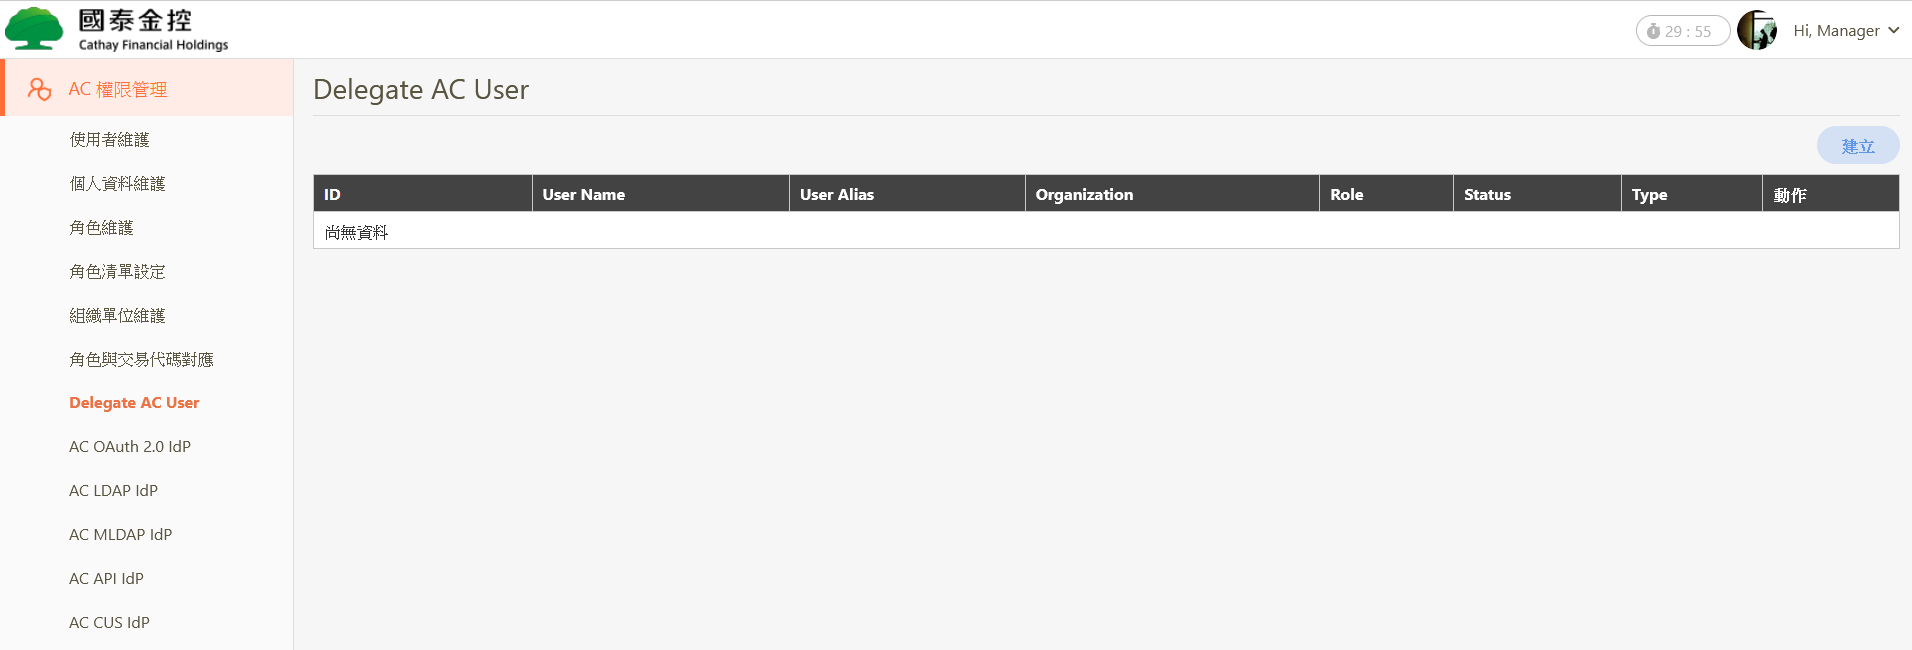 國泰金控
Cathay Financial Holdings
29 : 55
Hi, Manager
AC 權限管理
使用者維護
個人資料維護
角色維護
角色清單設定
組織單位維護
角色與交易代碼對應
Delegate AC User
AC OAuth 2.0 IdP
AC LDAP IdP
AC MLDAP IdP
AC API IdP
AC CUS IdP
Delegate AC User
建立
ID User Name User Alias Organization Role Status Type 動作
尚無資料